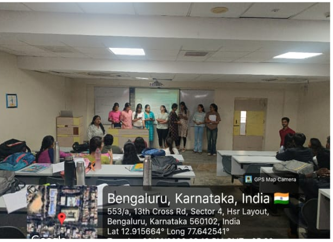 GPS Map Camera
Bengaluru, Karnataka, India
553/a, 13th Cross Rd, Sector 4, Hsr Layout,
Bengaluru, Karnataka 560102, India
Lat 12.915664° Long 77.642541°